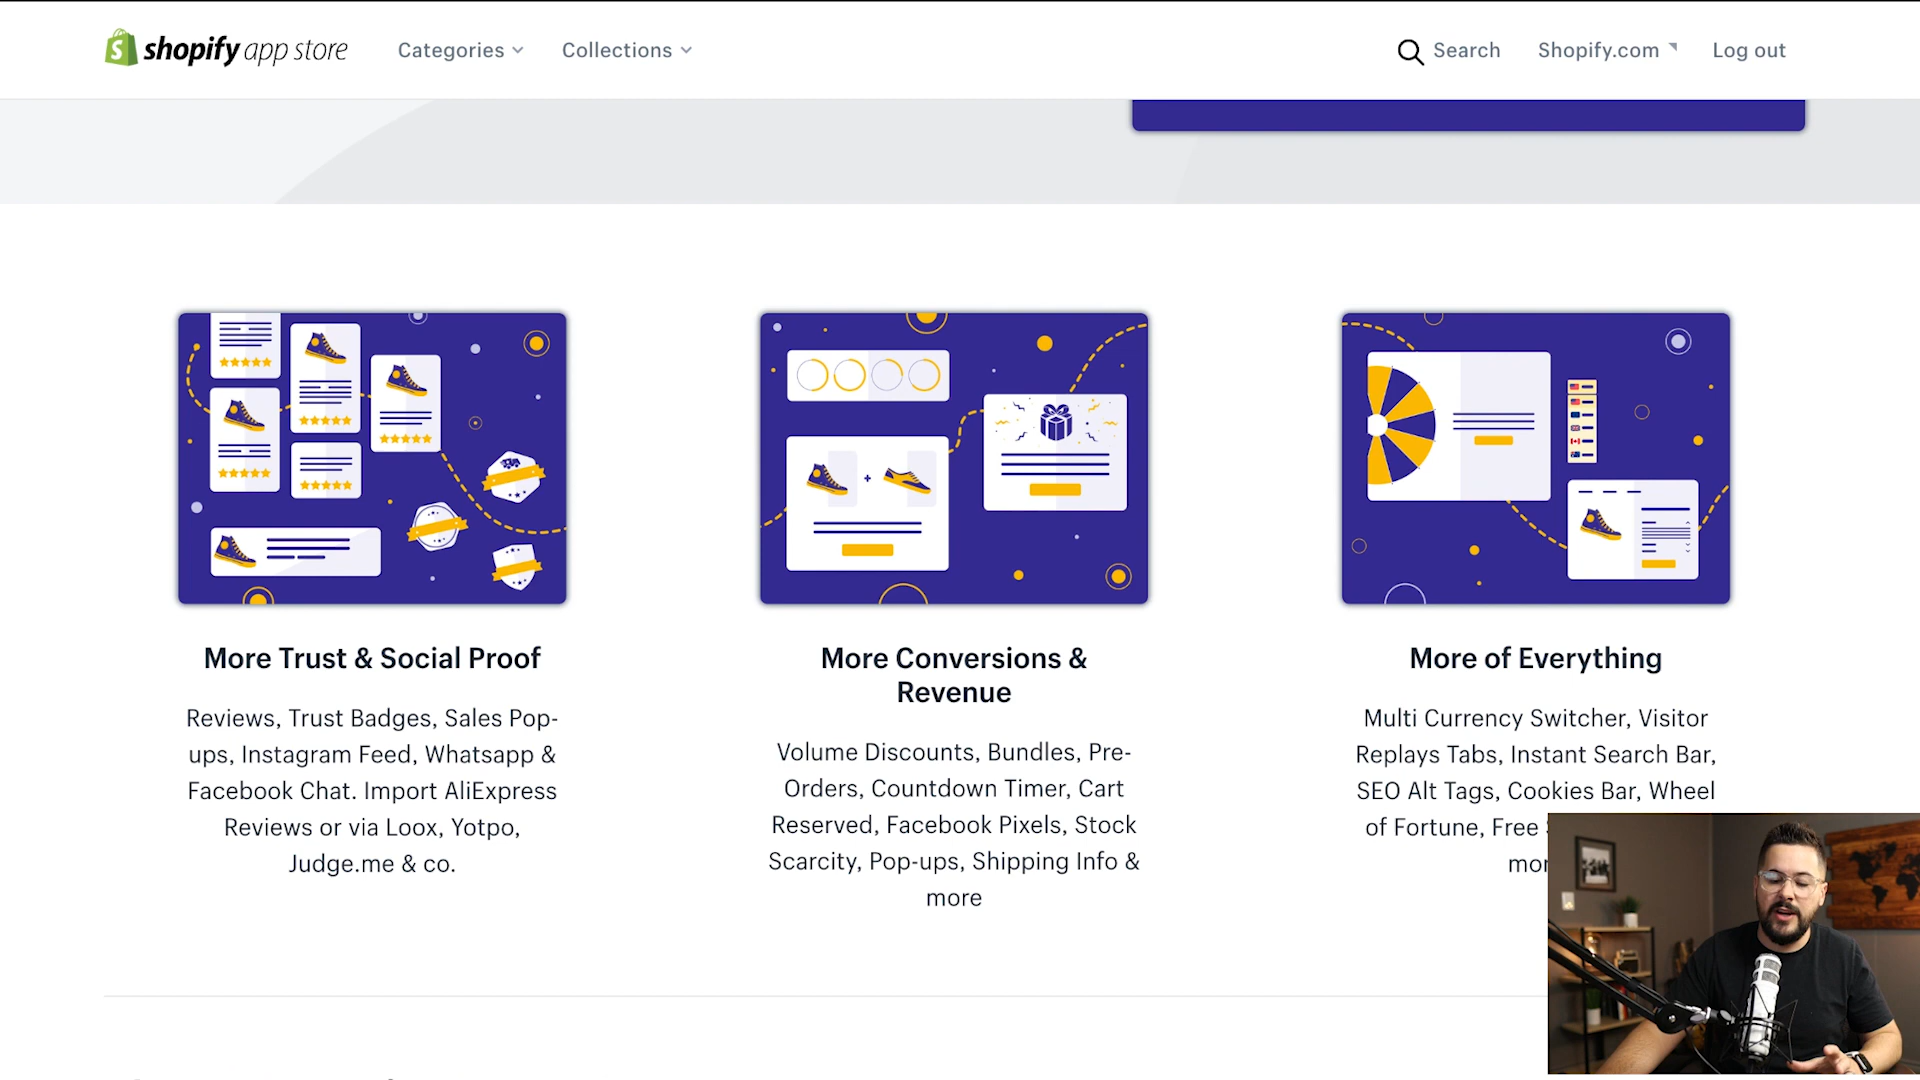 shopify app store
Categories
Collections
Search
Shopify.com
Log out
More Trust & Social Proof
Reviews, Trust Badges, Sales Pop-
ups, Instagram Feed, Whatsapp &
Facebook Chat. Import AliExpress
Reviews or via Loox, Yotpo,
Judge.me & co.
More Conversions &
Revenue
Volume Discounts, Bundles, Pre-
Orders, Countdown Timer, Cart
Reserved, Facebook Pixels, Stock
Scarcity, Pop-ups, Shipping Info &
more
More of Everything
Multi Currency Switcher, Visitor
Replays Tabs, Instant Search Bar,
SEO Alt Tags, Cookies Bar, Wheel
of Fortune, Free